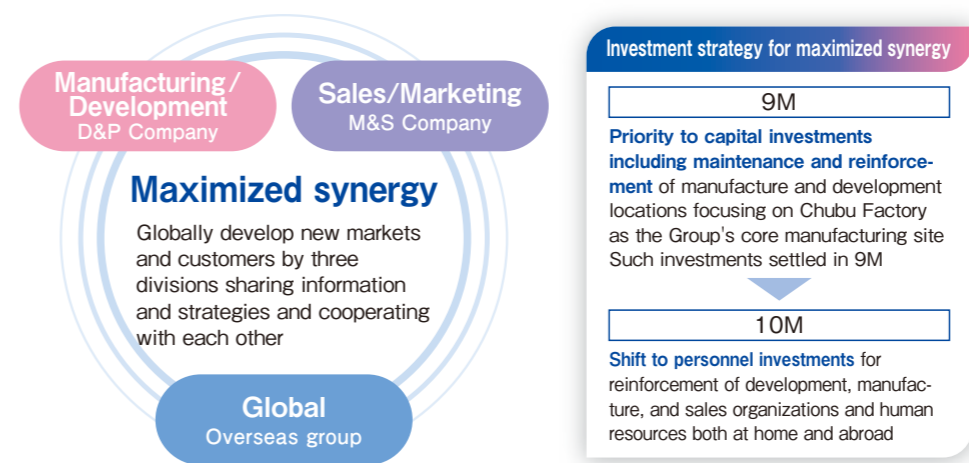 Manufacturing/
Development
D&P Company
Sales/Marketing
M&S Company
Maximized synergy
Globally develop new markets
and customers by three
divisions sharing information
and strategies and cooperating
with each other
Global
Overseas group
Investment strategy for maximized synergy
9M
Priority to capital investments
including maintenance and reinforce-
ment of manufacture and development
locations focusing on Chubu Factory
as the Group's core manufacturing site
Such investments settled in 9M
10M
Shift to personnel investments for
reinforcement of development, manufac-
ture, and sales organizations and human
resources both at home and abroad